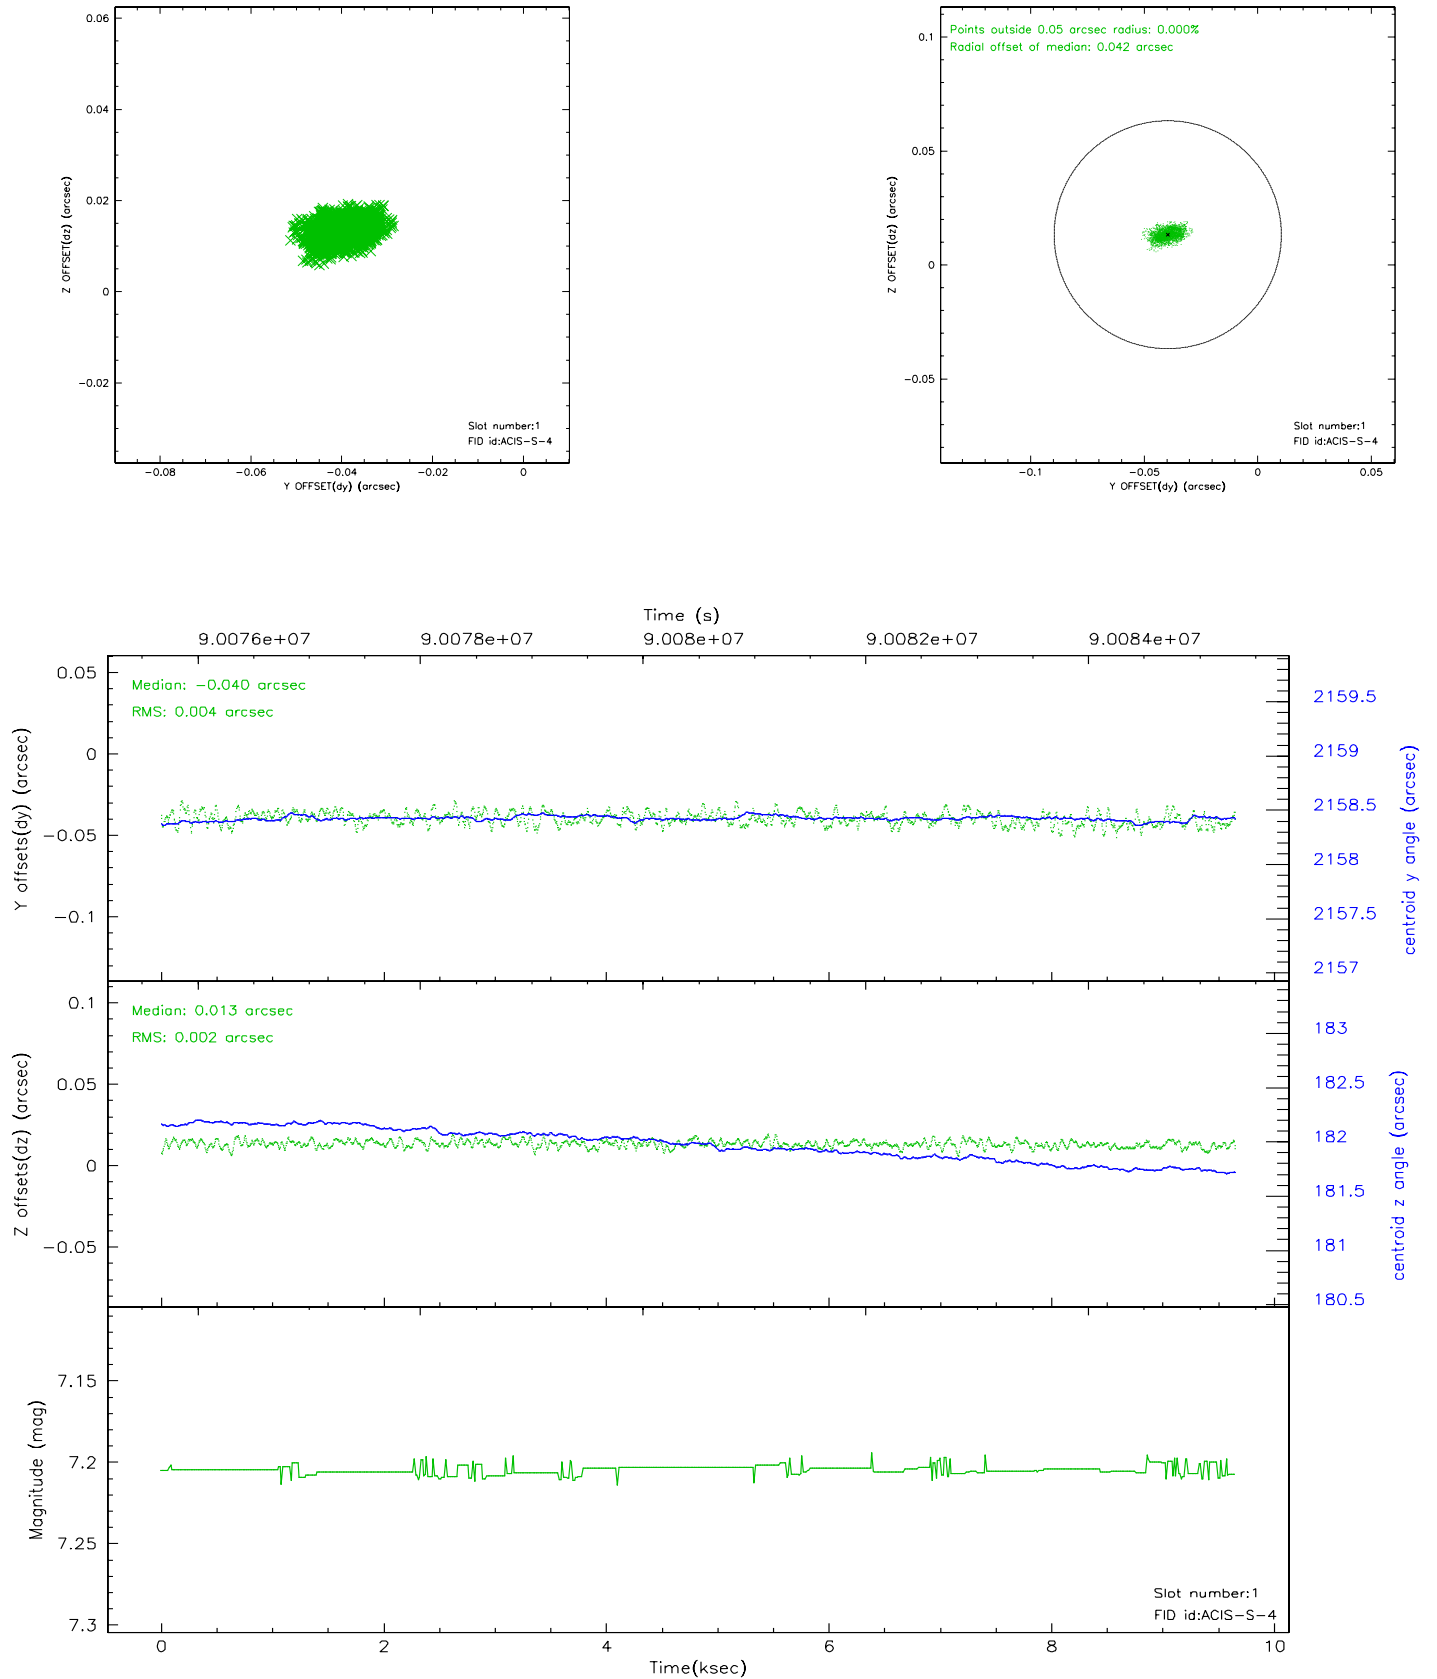 0.06
0.04
0.02
0
−0.02
Z OFFSET(dz) (arcsec)
Slot number:1
FID id:ACIS−S−4
−0.08 −0.06 −0.04 −0.02 0
Y OFFSET(dy) (arcsec)
Points outside 0.05 arcsec radius: 0.000%
Radial offset of median: 0.042 arcsec
0.1
0.05
0
−0.05
Z OFFSET(dz) (arcsec)
Slot number:1
FID id:ACIS−S−4
−0.1 −0.05 0 0.05
Y OFFSET(dy) (arcsec)
Time (s)
9.0076e+07 9.0078e+07 9.008e+07 9.0082e+07 9.0084e+07
Median: −0.040 arcsec
RMS: 0.004 arcsec
0.05
0
−0.05
−0.1
Y offsets(dy) (arcsec)
2159.5
2159
2158.5
2158
2157.5
2157
centroid y angle (arcsec)
Median: 0.013 arcsec
RMS: 0.002 arcsec
0.1
0.05
0
−0.05
Z offsets(dz) (arcsec)
183
182.5
182
181.5
181
180.5
centroid z angle (arcsec)
7.15
7.2
7.25
7.3
Magnitude (mag)
Slot number:1
FID id:ACIS−S−4
0 2 4 6 8 10
Time(ksec)